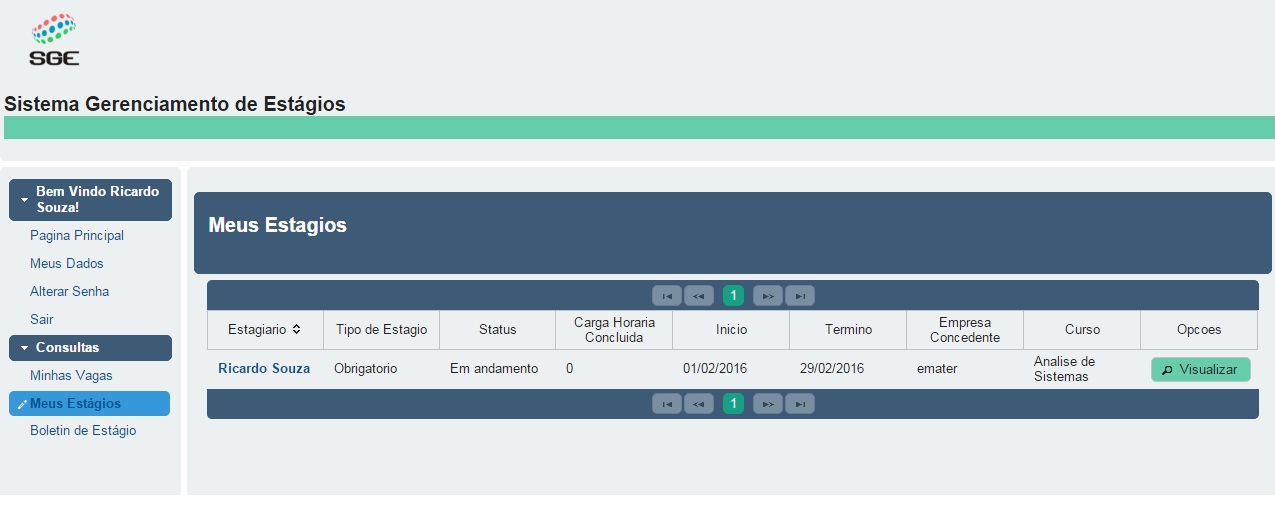 SGE
Sistema Gerenciamento de Estágios
Bem Vindo Ricardo
Souza!
Pagina Principal
Meus Dados
Alterar Senha
Sair
Consultas
Minhas Vagas
Meus Estágios
Boletin de Estágio
Meus Estagios
1
Estagiario Tipo de Estagio Status Carga Horaria Concluida Inicio Termino Empresa Concedente Curso Opcoes
Ricardo Souza Obrigatorio Em andamento 0 01/02/2016 29/02/2016 emater Analise de Sistemas Visualizar
1